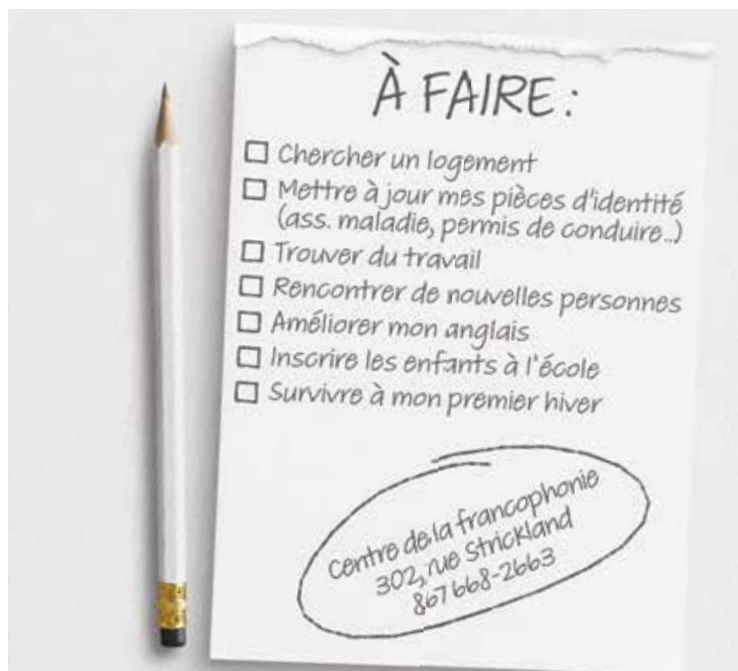 À FAIRE :
Chercher un logement
Mettre à jour mes pièces d'identité
(ass. maladie, permis de conduire...)
Trouver du travail
Rencontrer de nouvelles personnes
Améliorer mon anglais
Inscrire les enfants à l'école
Survivre à mon premier hiver
Centre de la francophonie
302, rue Strickland
867 668-2663